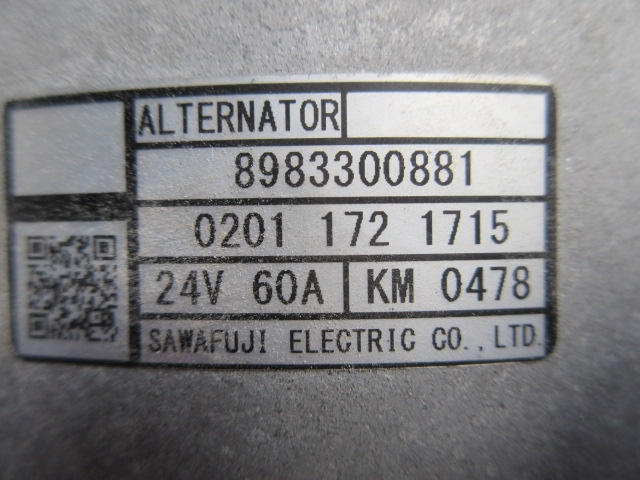 ALTERNATOR
8983300881
0201 172 1715
24V 60A KM 0478
SAWAFUJI ELECTRIC CO.,LTD.